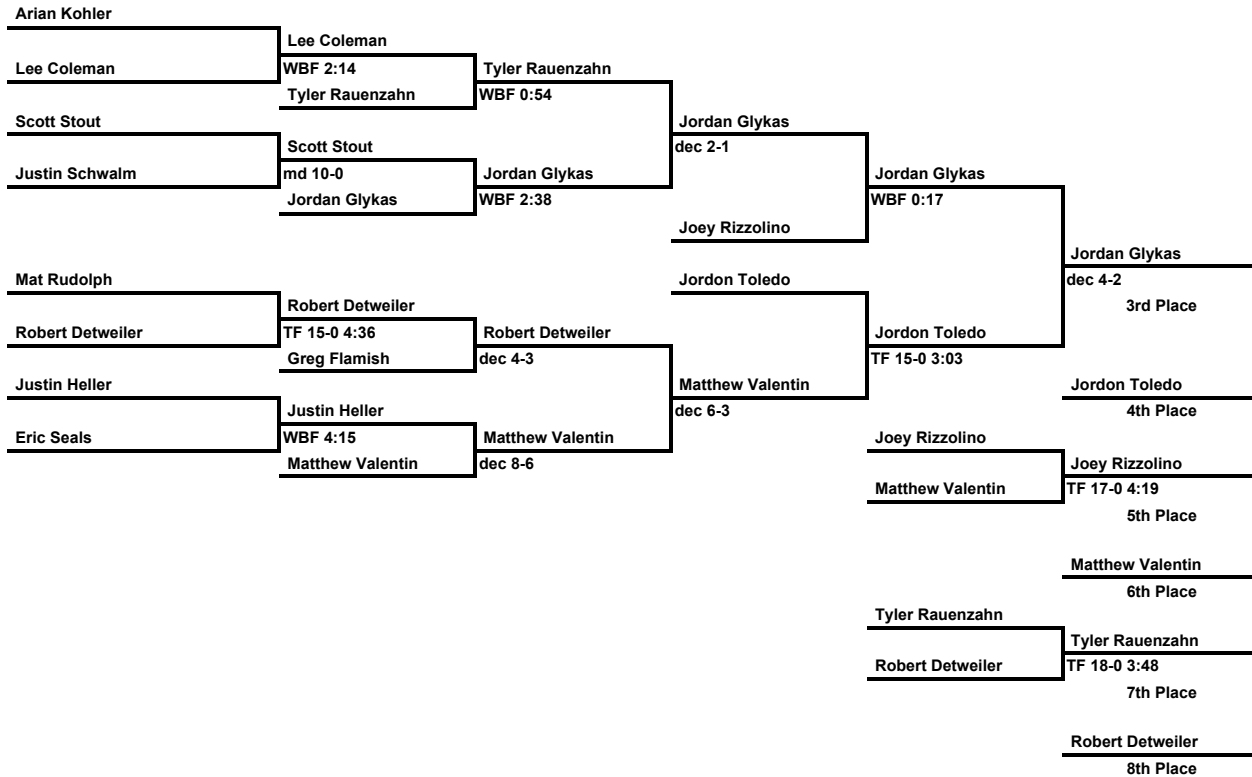 Arian Kohler
Lee Coleman
Lee Coleman
WBF 2:14
Tyler Rauenzahn
Tyler Rauenzahn
WBF 0:54
Scott Stout
Jordan Glykas
dec 2-1
Scott Stout
Justin Schwalm
md 10-0
Jordan Glykas
Jordan Glykas
WBF 2:38
Jordan Glykas
WBF 0:17
Joey Rizzolino
Jordan Glykas
dec 4-2
3rd Place
Mat Rudolph
Jordon Toledo
Robert Detweiler
Robert Detweiler
TF 15-0 4:36
Greg Flamish
Robert Detweiler
dec 4-3
Jordon Toledo
TF 15-0 3:03
Justin Heller
Matthew Valentin
dec 6-3
Jordon Toledo
4th Place
Justin Heller
Eric Seals
WBF 4:15
Matthew Valentin
Matthew Valentin
dec 8-6
Joey Rizzolino
Matthew Valentin
Joey Rizzolino
TF 17-0 4:19
5th Place
Matthew Valentin
6th Place
Tyler Rauenzahn
Robert Detweiler
Tyler Rauenzahn
TF 18-0 3:48
7th Place
Robert Detweiler
8th Place